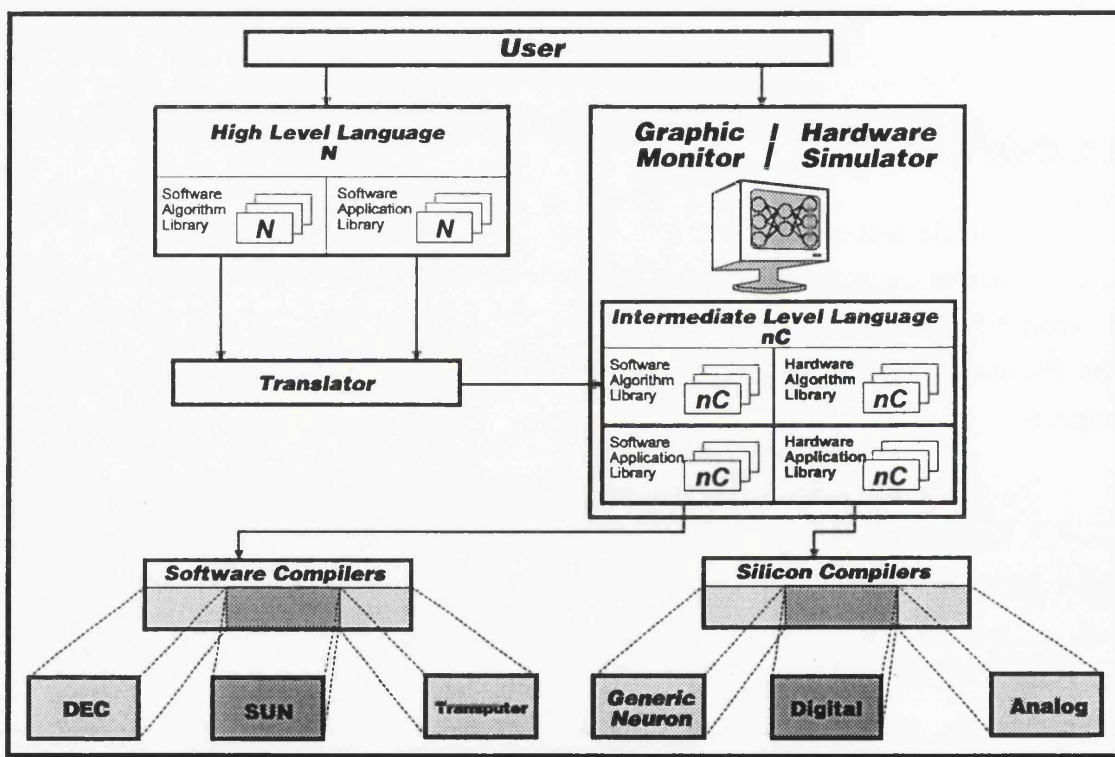 User
High Level Language
N
Software
Algorithm
Library
N
Software
Application
Library
N
Graphic / Hardware
Monitor / Simulator
Intermediate Level Language
nC
Software
Algorithm
Library
nC
Hardware
Algorithm
Library
nC
Software
Application
Library
nC
Hardware
Application
Library
nC
Translator
Software Compilers
Silicon Compilers
DEC
SUN
Transputer
Generic
Neuron
Digital
Analog